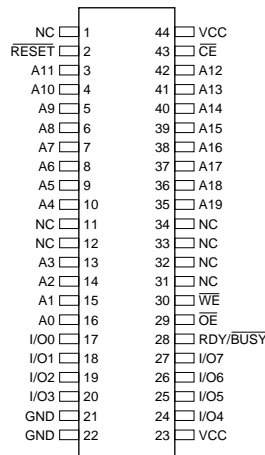 NC 1 44 VCC
RESET 2 43 CE
A11 3 42 A12
A10 4 41 A13
A9 5 40 A14
A8 6 39 A15
A7 7 38 A16
A6 8 37 A17
A5 9 36 A18
A4 10 35 A19
NC 11 34 NC
NC 12 33 NC
A3 13 32 NC
A2 14 31 NC
A1 15 30 WE
A0 16 29 OE
I/O0 17 28 RDY/BUSY
I/O1 18 27 I/O7
I/O2 19 26 I/O6
I/O3 20 25 I/O5
GND 21 24 I/O4
GND 22 23 VCC